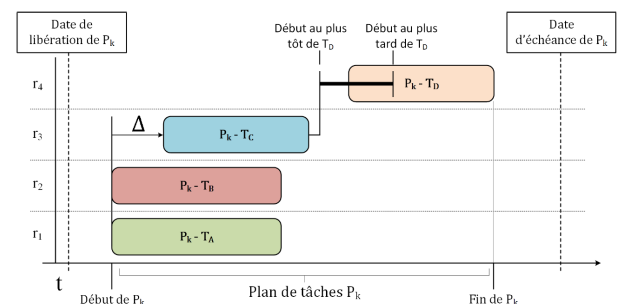 Date de
libération de Pk
Début au plus
tôt de TD
Début au plus
tard de TD
Date
d'échéance de Pk
r4
Pk - TD
r3
Δ
Pk - TC
r2
Pk - TB
r1
Pk - TA
t
Début de Pk
Plan de tâches Pk
Fin de Pk